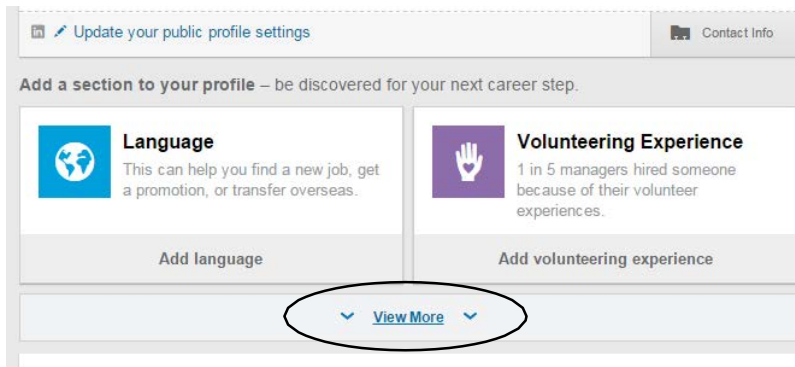 in Update your public profile settings
Contact Info
Add a section to your profile – be discovered for your next career step.
Language
This can help you find a new job, get
a promotion, or transfer overseas.
Add language
Volunteering Experience
1 in 5 managers hired someone
because of their volunteer
experiences.
Add volunteering experience
View More